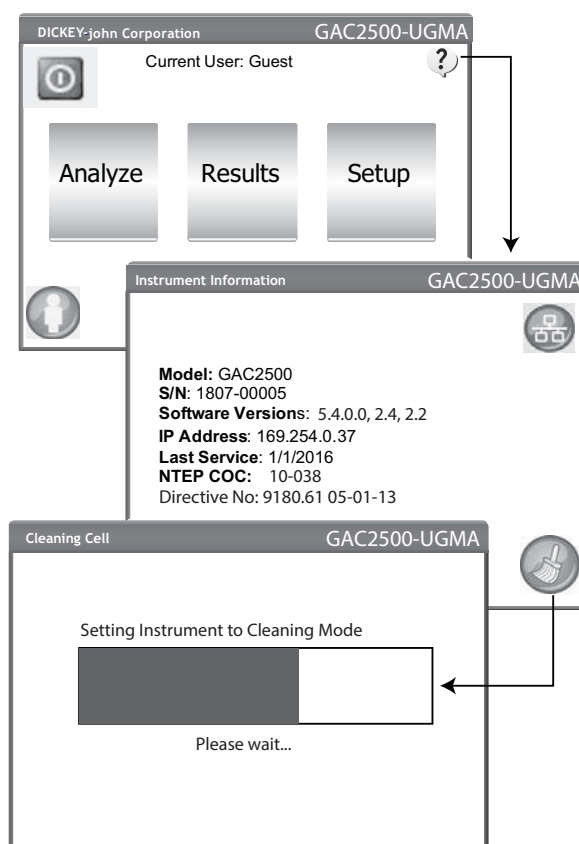 DICKEY-john Corporation GAC2500-UGMA
Current User: Guest ?
Analyze Results Setup
Instrument Information GAC2500-UGMA
Model: GAC2500
S/N: 1807-00005
Software Versions: 5.4.0.0, 2.4, 2.2
IP Address: 169.254.0.37
Last Service: 1/1/2016
NTEP COC: 10-038
Directive No: 9180.61 05-01-13
Cleaning Cell GAC2500-UGMA
Setting Instrument to Cleaning Mode
Please wait...